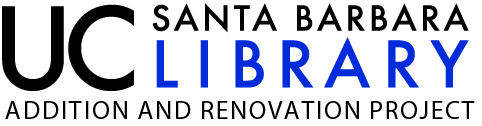 UC SANTA BARBARA
LIBRARY
ADDITION AND RENOVATION PROJECT